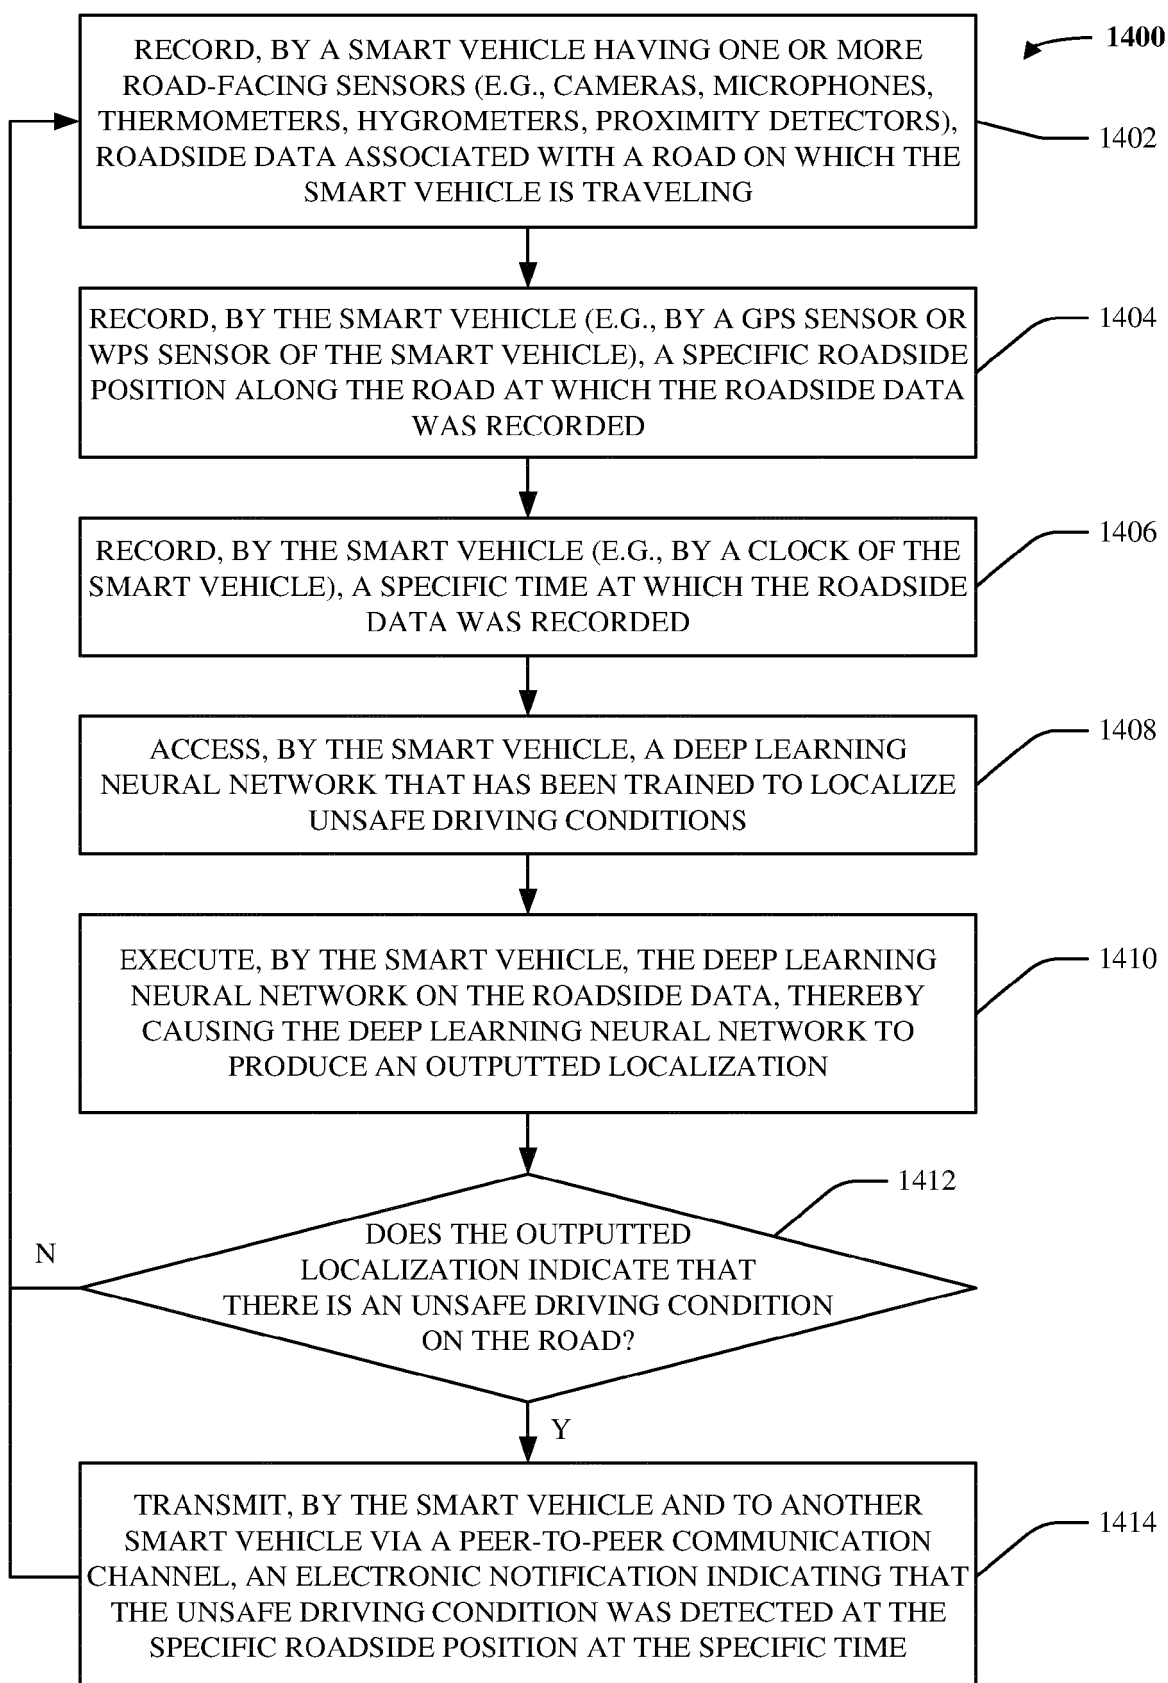 1400
RECORD, BY A SMART VEHICLE HAVING ONE OR MORE
ROAD-FACING SENSORS (E.G., CAMERAS, MICROPHONES,
THERMOMETERS, HYGROMETERS, PROXIMITY DETECTORS),
ROADSIDE DATA ASSOCIATED WITH A ROAD ON WHICH THE
SMART VEHICLE IS TRAVELING
1402
RECORD, BY THE SMART VEHICLE (E.G., BY A GPS SENSOR OR
WPS SENSOR OF THE SMART VEHICLE), A SPECIFIC ROADSIDE
POSITION ALONG THE ROAD AT WHICH THE ROADSIDE DATA
WAS RECORDED
1404
RECORD, BY THE SMART VEHICLE (E.G., BY A CLOCK OF THE
SMART VEHICLE), A SPECIFIC TIME AT WHICH THE ROADSIDE
DATA WAS RECORDED
1406
ACCESS, BY THE SMART VEHICLE, A DEEP LEARNING
NEURAL NETWORK THAT HAS BEEN TRAINED TO LOCALIZE
UNSAFE DRIVING CONDITIONS
1408
EXECUTE, BY THE SMART VEHICLE, THE DEEP LEARNING
NEURAL NETWORK ON THE ROADSIDE DATA, THEREBY
CAUSING THE DEEP LEARNING NEURAL NETWORK TO
PRODUCE AN OUTPUTTED LOCALIZATION
1410
DOES THE OUTPUTTED
LOCALIZATION INDICATE THAT
THERE IS AN UNSAFE DRIVING CONDITION
ON THE ROAD?
1412
N
Y
TRANSMIT, BY THE SMART VEHICLE AND TO ANOTHER
SMART VEHICLE VIA A PEER-TO-PEER COMMUNICATION
CHANNEL, AN ELECTRONIC NOTIFICATION INDICATING THAT
THE UNSAFE DRIVING CONDITION WAS DETECTED AT THE
SPECIFIC ROADSIDE POSITION AT THE SPECIFIC TIME
1414